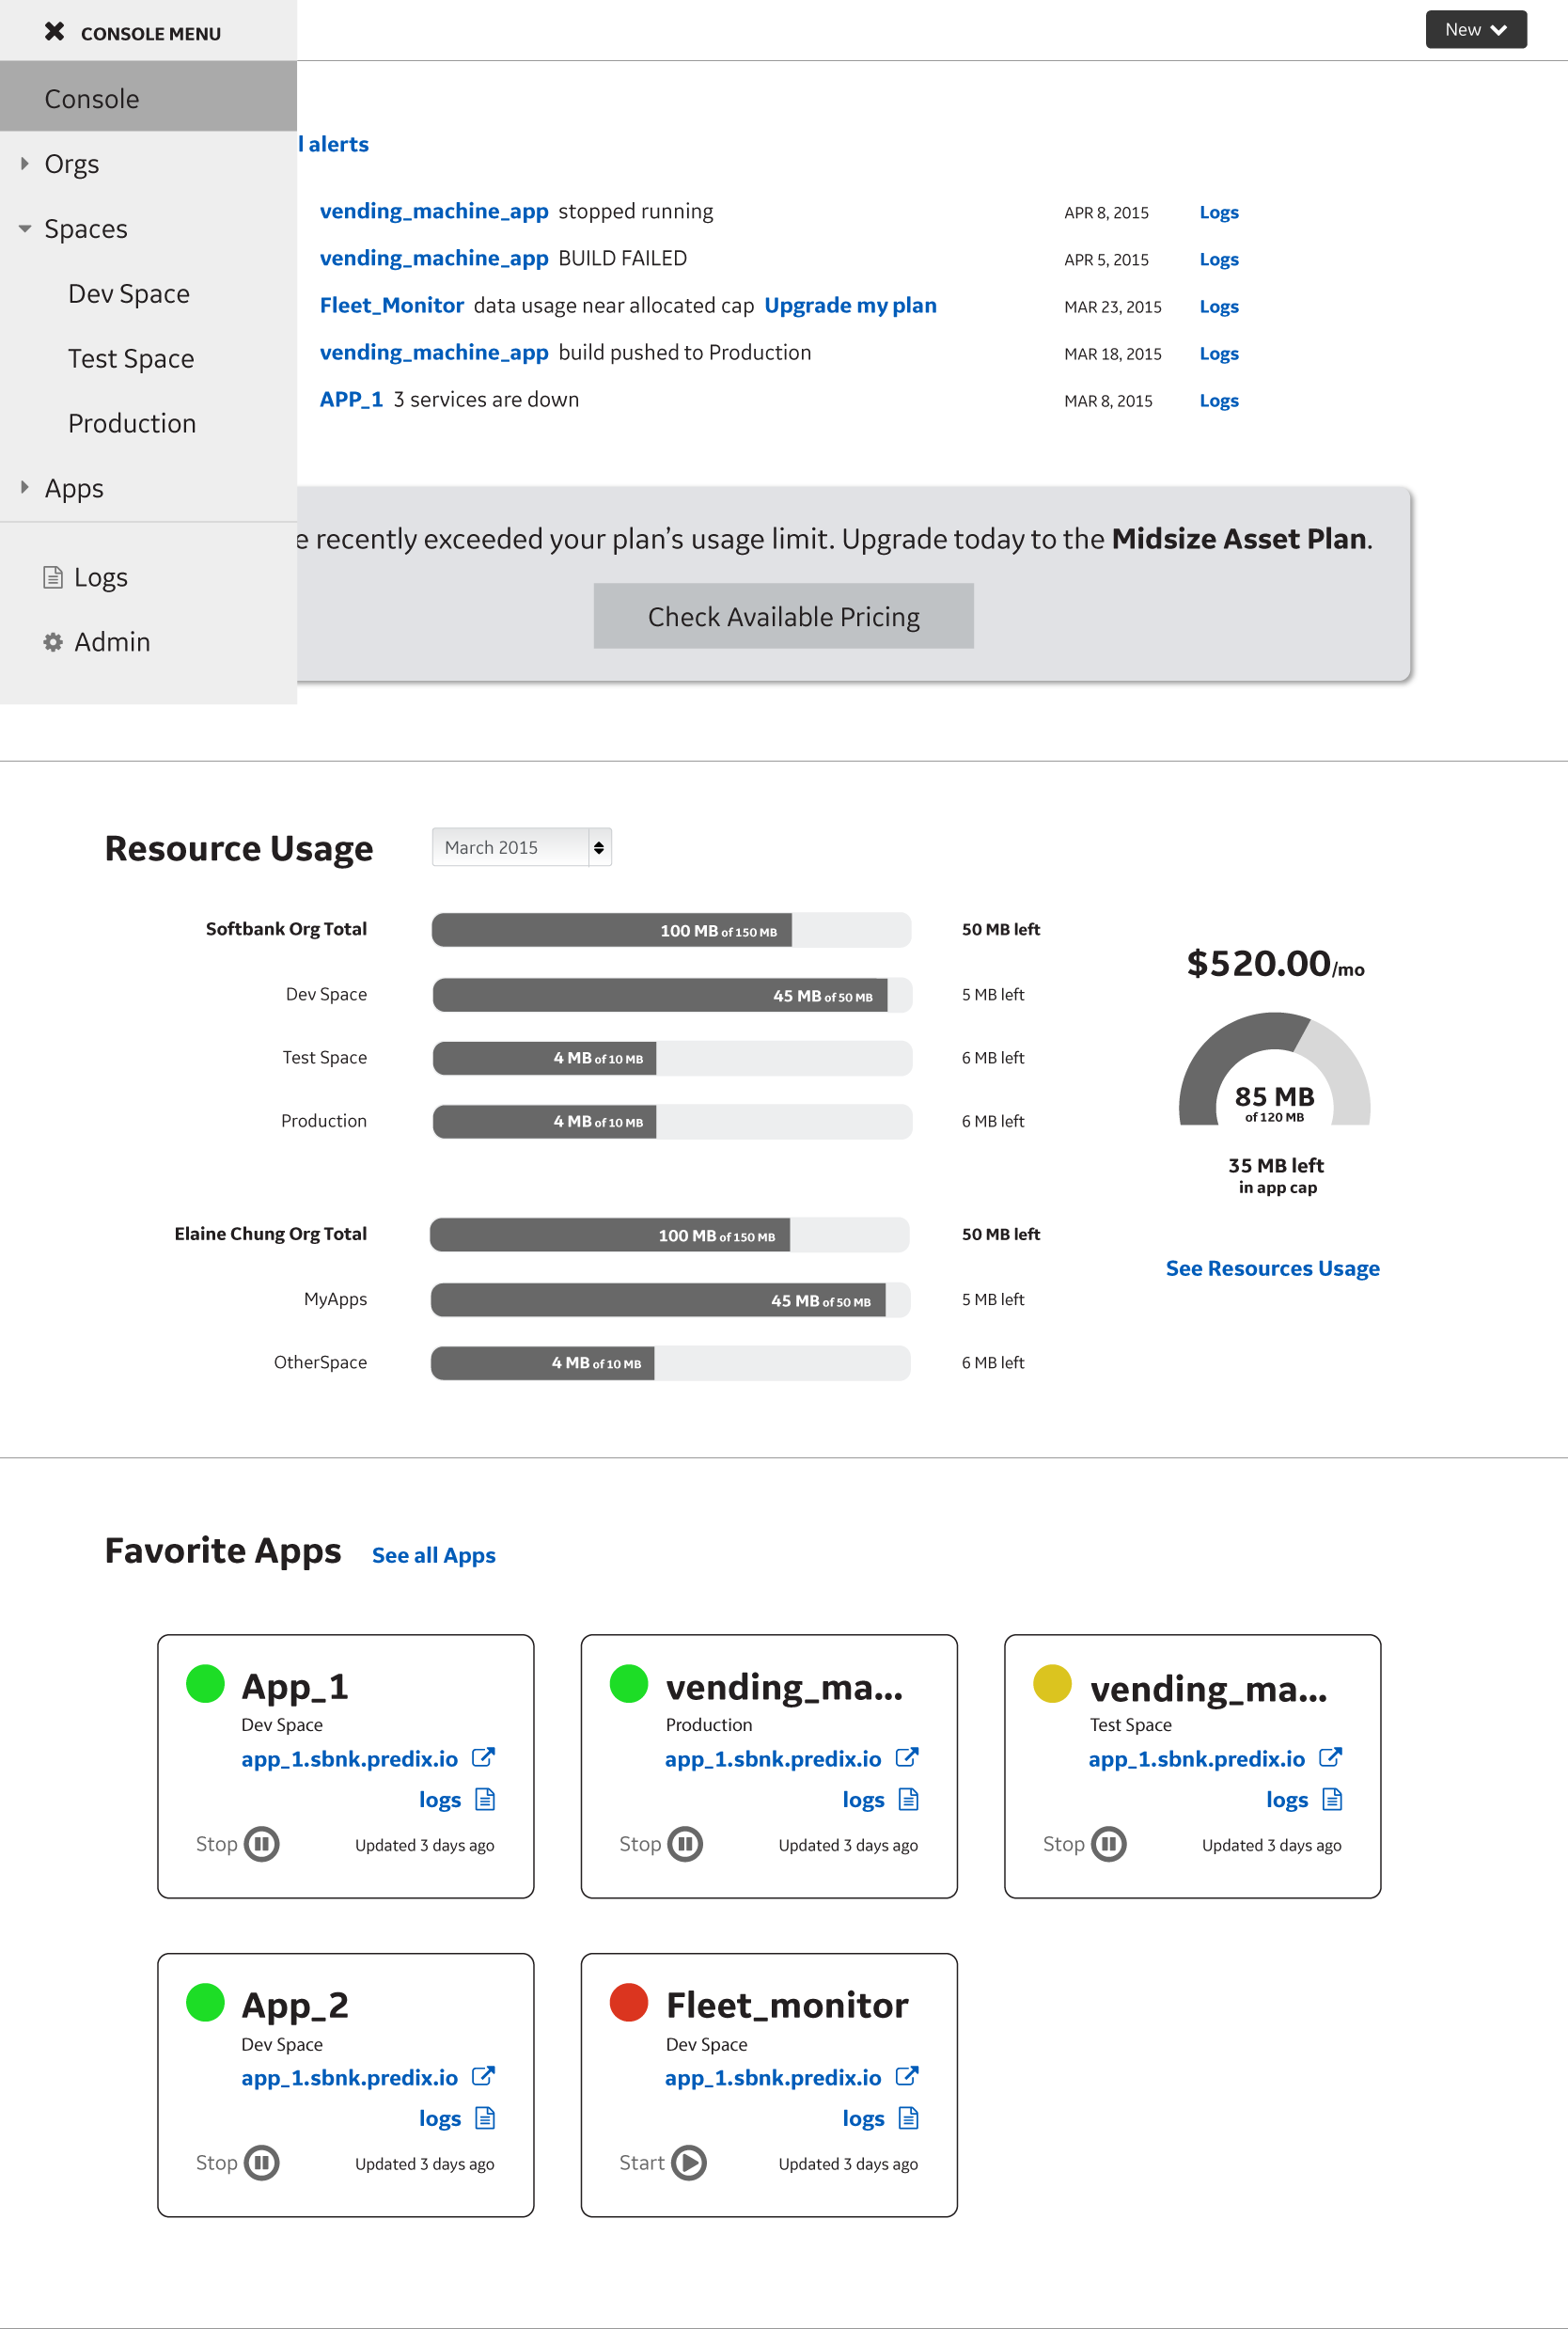 CONSOLE MENU
New
Console
Orgs
Spaces
Dev Space
Test Space
Production
Apps
Logs
Admin
alerts
vending_machine_app stopped running APR 8, 2015 Logs
vending_machine_app BUILD FAILED APR 5, 2015 Logs
Fleet_Monitor data usage near allocated cap Upgrade my plan MAR 23, 2015 Logs
vending_machine_app build pushed to Production MAR 18, 2015 Logs
APP_1 3 services are down MAR 8, 2015 Logs
e recently exceeded your plan’s usage limit. Upgrade today to the Midsize Asset Plan.
Check Available Pricing
Resource Usage March 2015
Softbank Org Total 100 MB of 150 MB 50 MB left
Dev Space 45 MB of 50 MB 5 MB left
Test Space 4 MB of 10 MB 6 MB left
Production 4 MB of 10 MB 6 MB left
$520.00/mo
85 MB
of 120 MB
35 MB left
in app cap
See Resources Usage
Elaine Chung Org Total 100 MB of 150 MB 50 MB left
MyApps 45 MB of 50 MB 5 MB left
OtherSpace 4 MB of 10 MB 6 MB left
Favorite Apps See all Apps
App_1
Dev Space
app_1.sbnk.predix.io
logs
Stop Updated 3 days ago
vending_ma...
Production
app_1.sbnk.predix.io
logs
Stop Updated 3 days ago
vending_ma...
Test Space
app_1.sbnk.predix.io
logs
Stop Updated 3 days ago
App_2
Dev Space
app_1.sbnk.predix.io
logs
Stop Updated 3 days ago
Fleet_monitor
Dev Space
app_1.sbnk.predix.io
logs
Start Updated 3 days ago